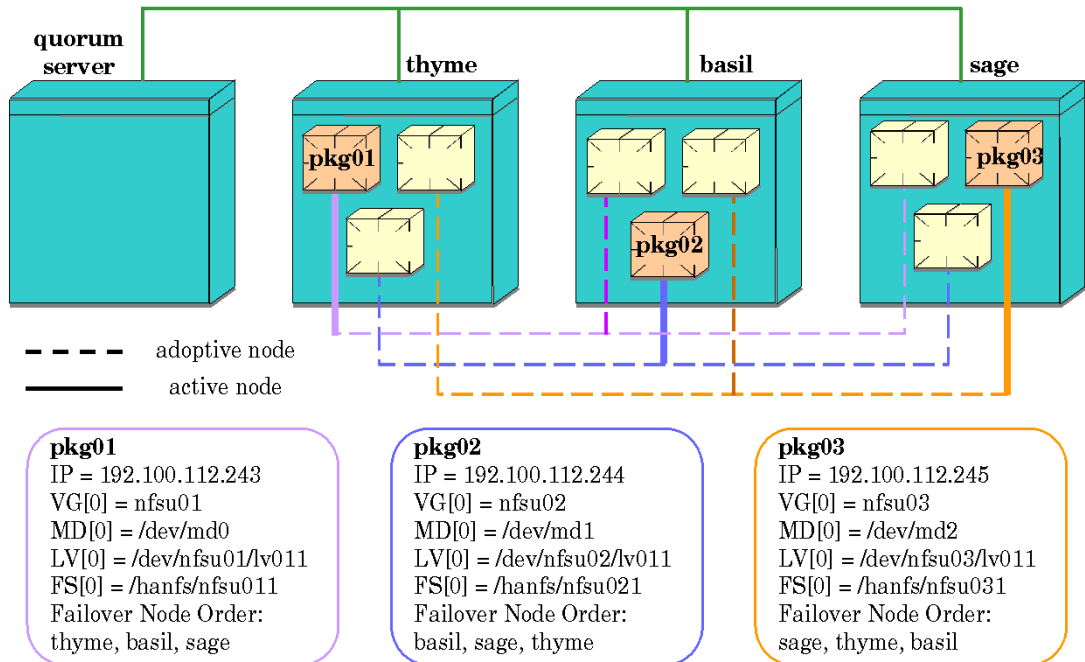 quorum
server
thyme
basil
sage
pkg01
pkg03
pkg02
adoptive node
active node
pkg01
IP = 192.100.112.243
VG[0] = nfsu01
MD[0] = /dev/md0
LV[0] = /dev/nfsu01/lv011
FS[0] = /hanfs/nfsu011
Failover Node Order:
thyme, basil, sage
pkg02
IP = 192.100.112.244
VG[0] = nfsu02
MD[0] = /dev/md1
LV[0] = /dev/nfsu02/lv011
FS[0] = /hanfs/nfsu021
Failover Node Order:
basil, sage, thyme
pkg03
IP = 192.100.112.245
VG[0] = nfsu03
MD[0] = /dev/md2
LV[0] = /dev/nfsu03/lv011
FS[0] = /hanfs/nfsu031
Failover Node Order:
sage, thyme, basil